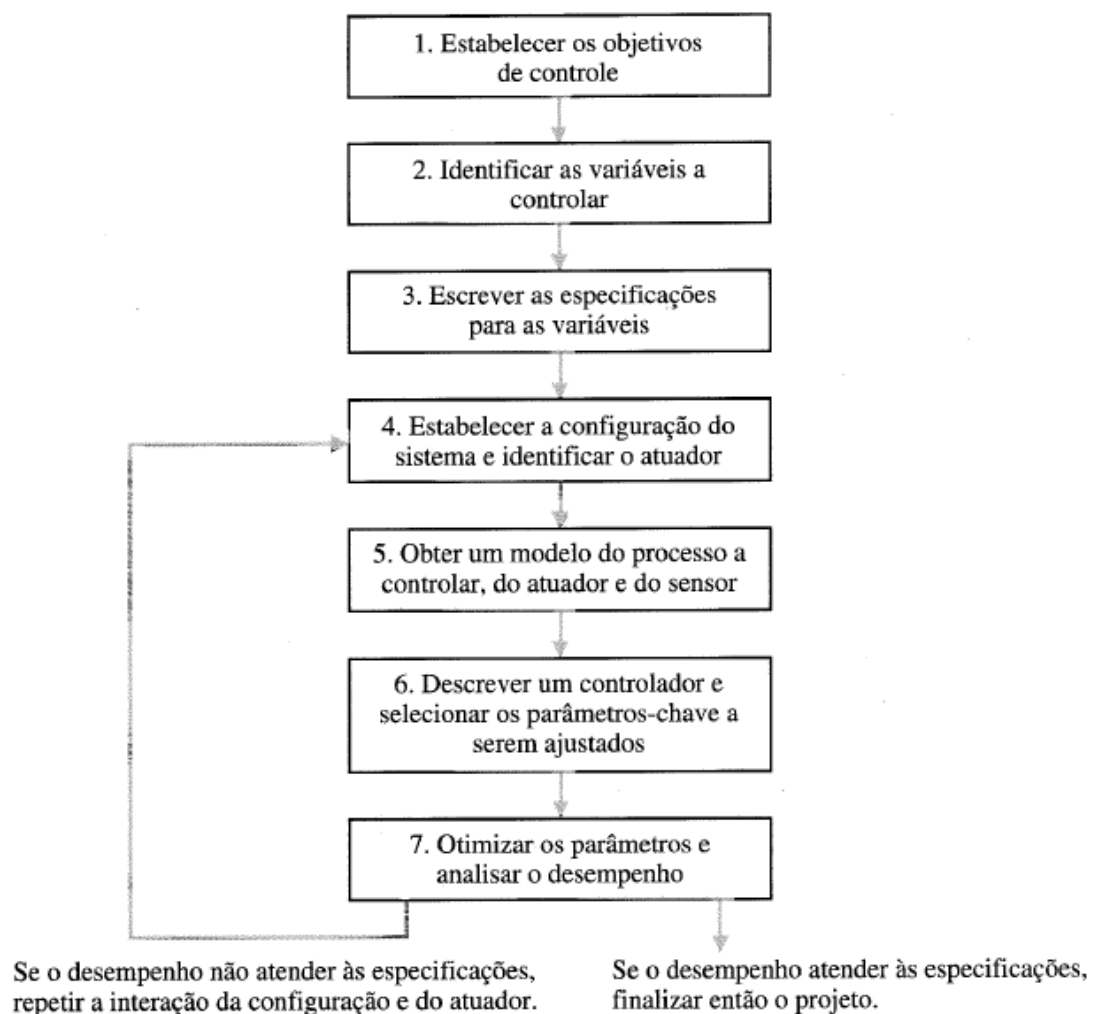 1. Estabelecer os objetivos
de controle
2. Identificar as variáveis a
controlar
3. Escrever as especificações
para as variáveis
4. Estabelecer a configuração do
sistema e identificar o atuador
5. Obter um modelo do processo a
controlar, do atuador e do sensor
6. Descrever um controlador e
selecionar os parâmetros-chave a
serem ajustados
7. Otimizar os parâmetros e
analisar o desempenho
Se o desempenho não atender às especificações,
repetir a interação da configuração e do atuador.
Se o desempenho atender às especificações,
finalizar então o projeto.